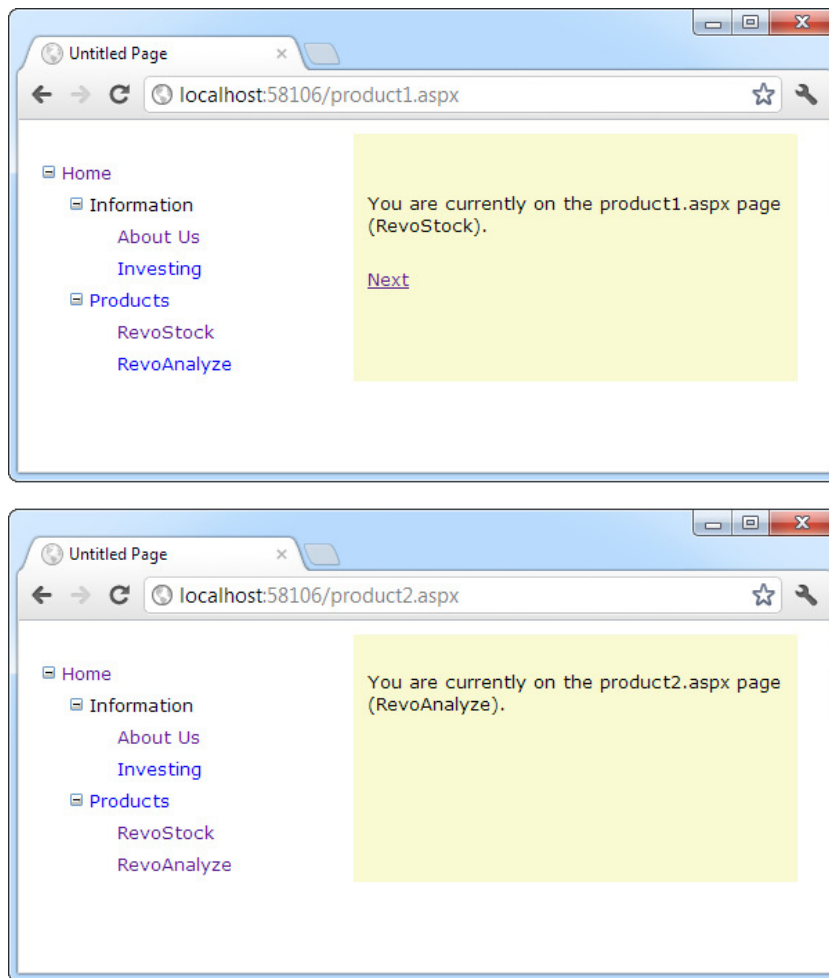 Untitled Page
localhost:58106/product1.aspx
Home
Information
About Us
Investing
Products
RevoStock
RevoAnalyze
You are currently on the product1.aspx page
(RevoStock).
Next
Untitled Page
localhost:58106/product2.aspx
Home
Information
About Us
Investing
Products
RevoStock
RevoAnalyze
You are currently on the product2.aspx page
(RevoAnalyze).